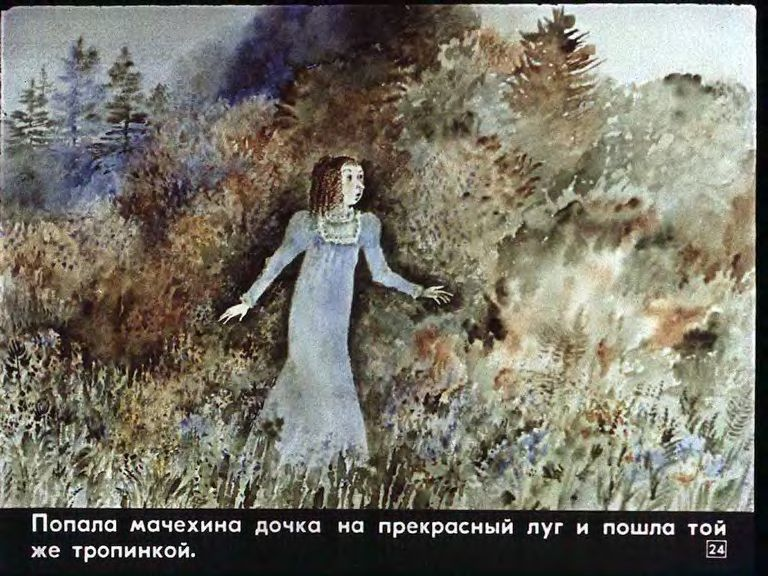 Попала мачехина дочка на прекрасный луг и пошла той
же тропинкой.
24